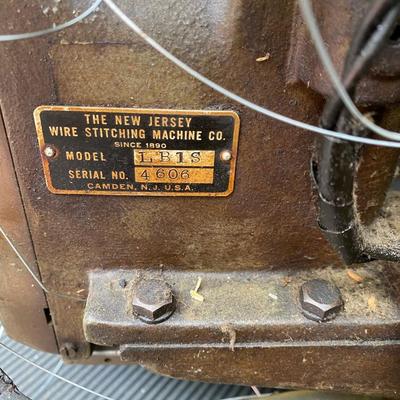 THE NEW JERSEY
WIRE STITCHING MACHINE CO.
SINCE 1890
MODEL LB1S
SERIAL NO. 4606
CAMDEN, N.J. U.S.A.